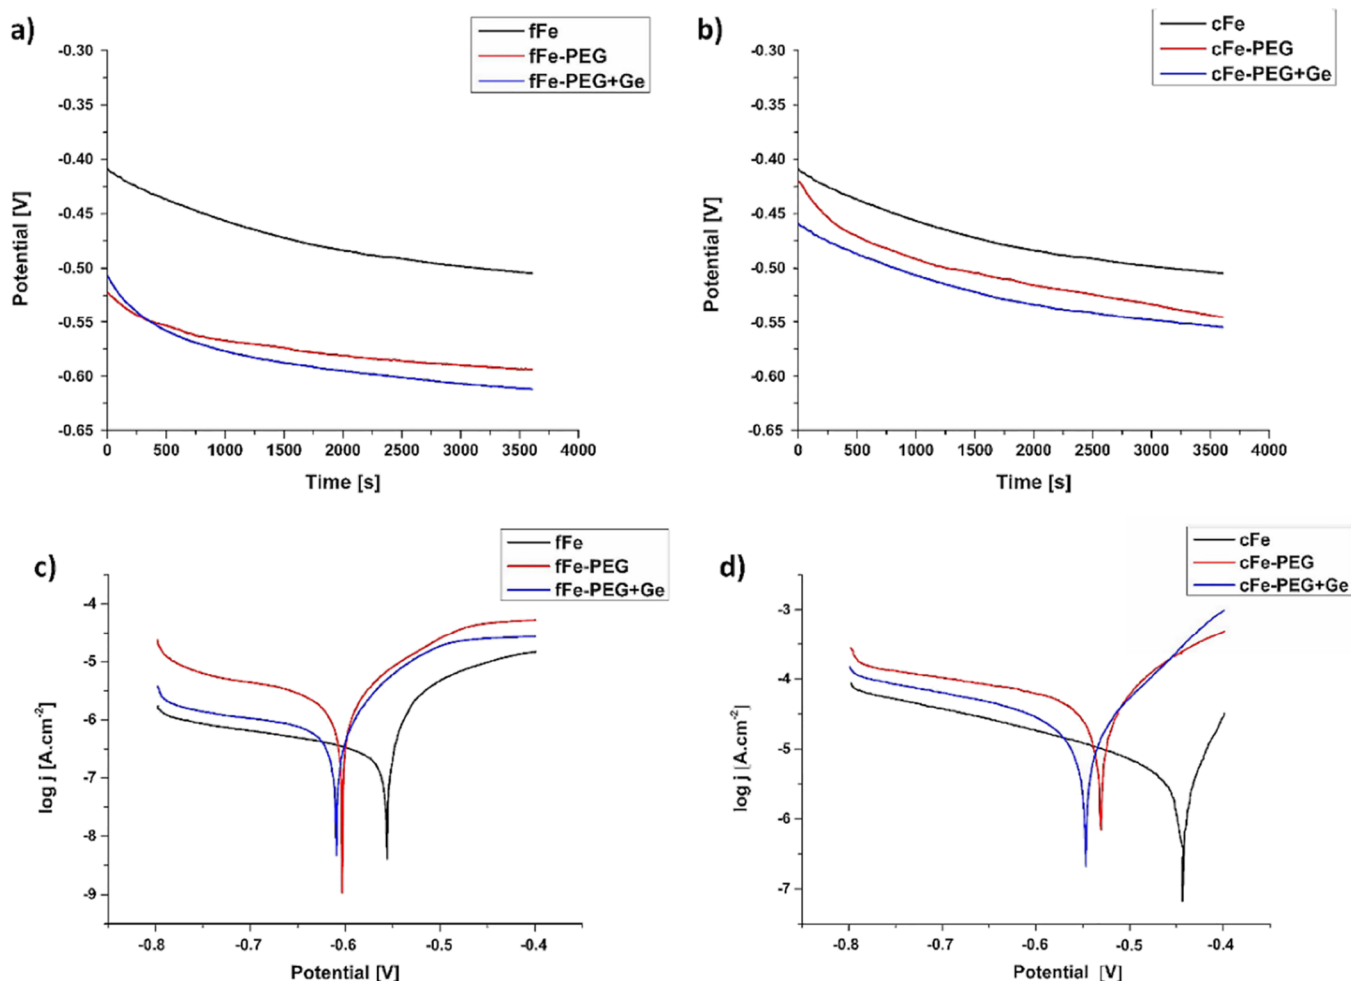 a)
fFe
fFe-PEG
fFe-PEG+Ge
-0.30
-0.35
-0.40
-0.45
-0.50
-0.55
-0.60
-0.65
Potential [V]
0 500 1000 1500 2000 2500 3000 3500 4000
Time [s]
b)
cFe
cFe-PEG
cFe-PEG+Ge
-0.30
-0.35
-0.40
-0.45
-0.50
-0.55
-0.60
-0.65
Potential [V]
0 500 1000 1500 2000 2500 3000 3500 4000
Time [s]
c)
fFe
fFe-PEG
fFe-PEG+Ge
-4
-5
-6
-7
-8
-9
log j [A.cm-2]
-0.8 -0.7 -0.6 -0.5 -0.4
Potential [V]
d)
cFe
cFe-PEG
cFe-PEG+Ge
-3
-4
-5
-6
-7
log j [A.cm-2]
-0.8 -0.7 -0.6 -0.5 -0.4
Potential [V]